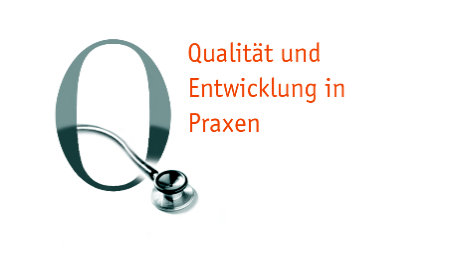 Q
Qualität und
Entwicklung in
Praxen